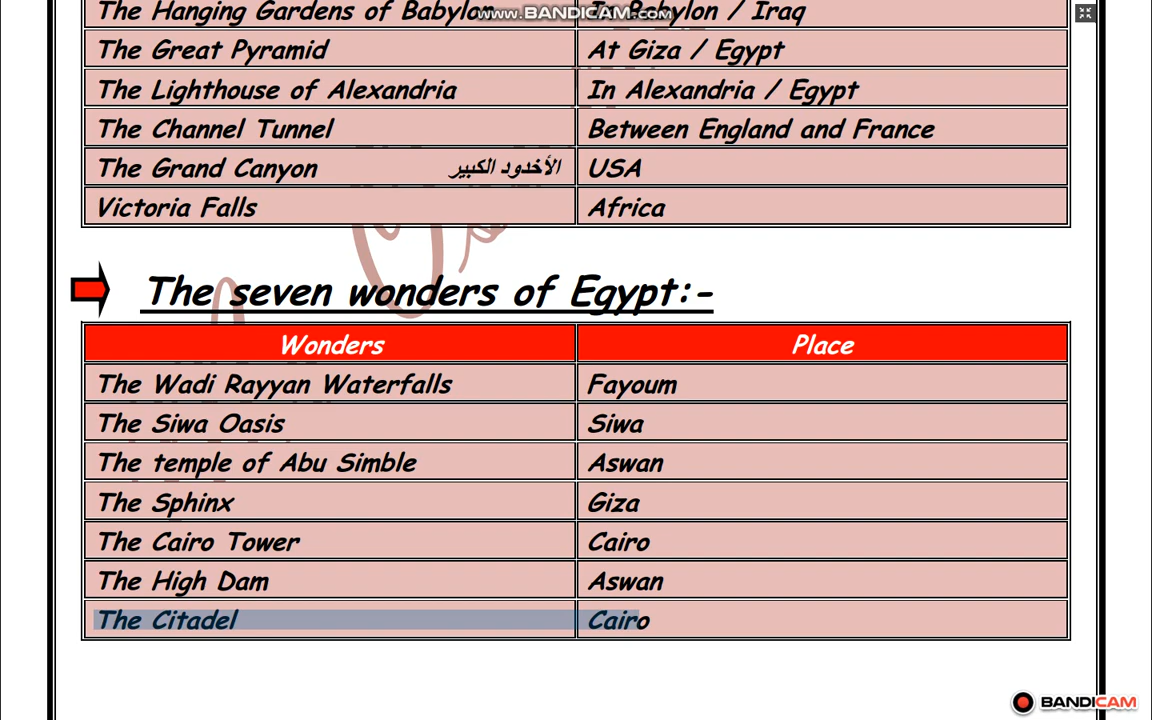 The Hanging Gardens of Babylon In Babylon / Iraq
www.BANDICAM.com
The Great Pyramid At Giza / Egypt
The Lighthouse of Alexandria In Alexandria / Egypt
The Channel Tunnel Between England and France
The Grand Canyon الأخدود الكبير USA
Victoria Falls Africa
The seven wonders of Egypt:-
Wonders Place
The Wadi Rayyan Waterfalls Fayoum
The Siwa Oasis Siwa
The temple of Abu Simble Aswan
The Sphinx Giza
The Cairo Tower Cairo
The High Dam Aswan
The Citadel Cairo
BANDICAM